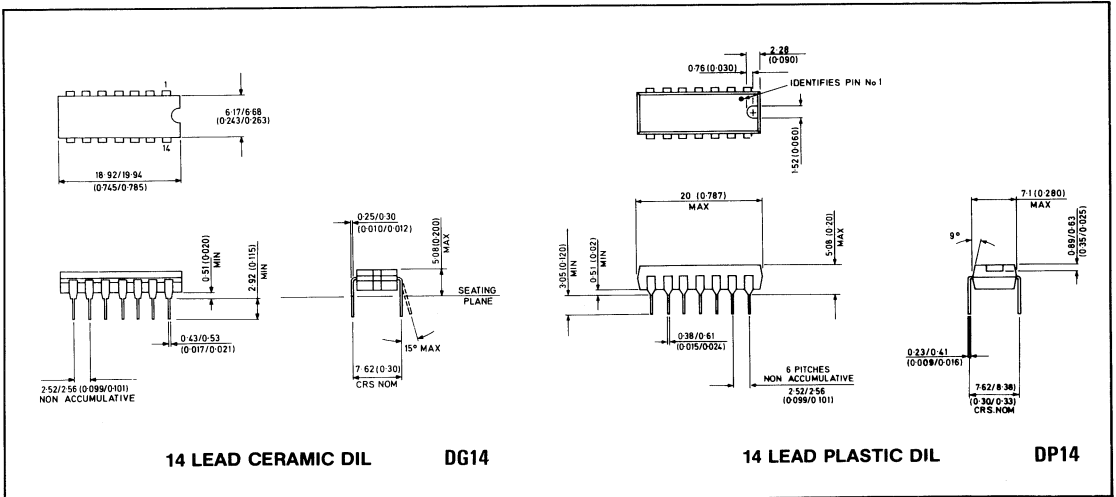 1
6·17/6·68
(0·243/0·263)
14
18·92/19·94
(0·745/0·785)
0·51 (0·020)
MIN
2·92 (0·115)
MIN
0·43/0·53
(0·017/0·021)
2·52/2·56 (0·099/0·101)
NON ACCUMULATIVE
0·25/0·30
(0·010/0·012)
5·08(0·200)
MAX
SEATING
PLANE
15° MAX
7·62(0·30)
CRS NOM
14 LEAD CERAMIC DIL DG14
2·28
(0·090)
0·76 (0·030)
IDENTIFIES PIN No 1
1·52 (0·060)
20 (0·787)
MAX
3·05(0·120)
MIN
0·51 (0·02)
MIN
5·08 (0·20)
MAX
0·38/0·61
(0·015/0·024)
6 PITCHES
NON ACCUMULATIVE
2·52/2·56
(0·099/0·101)
7·1 (0·280)
MAX
9°
0·89/0·63
(0·35/0·025)
0·23/0·41
(0·009/0·016)
7·62/8·38
(0·30/0·33)
CRS.NOM
14 LEAD PLASTIC DIL DP14